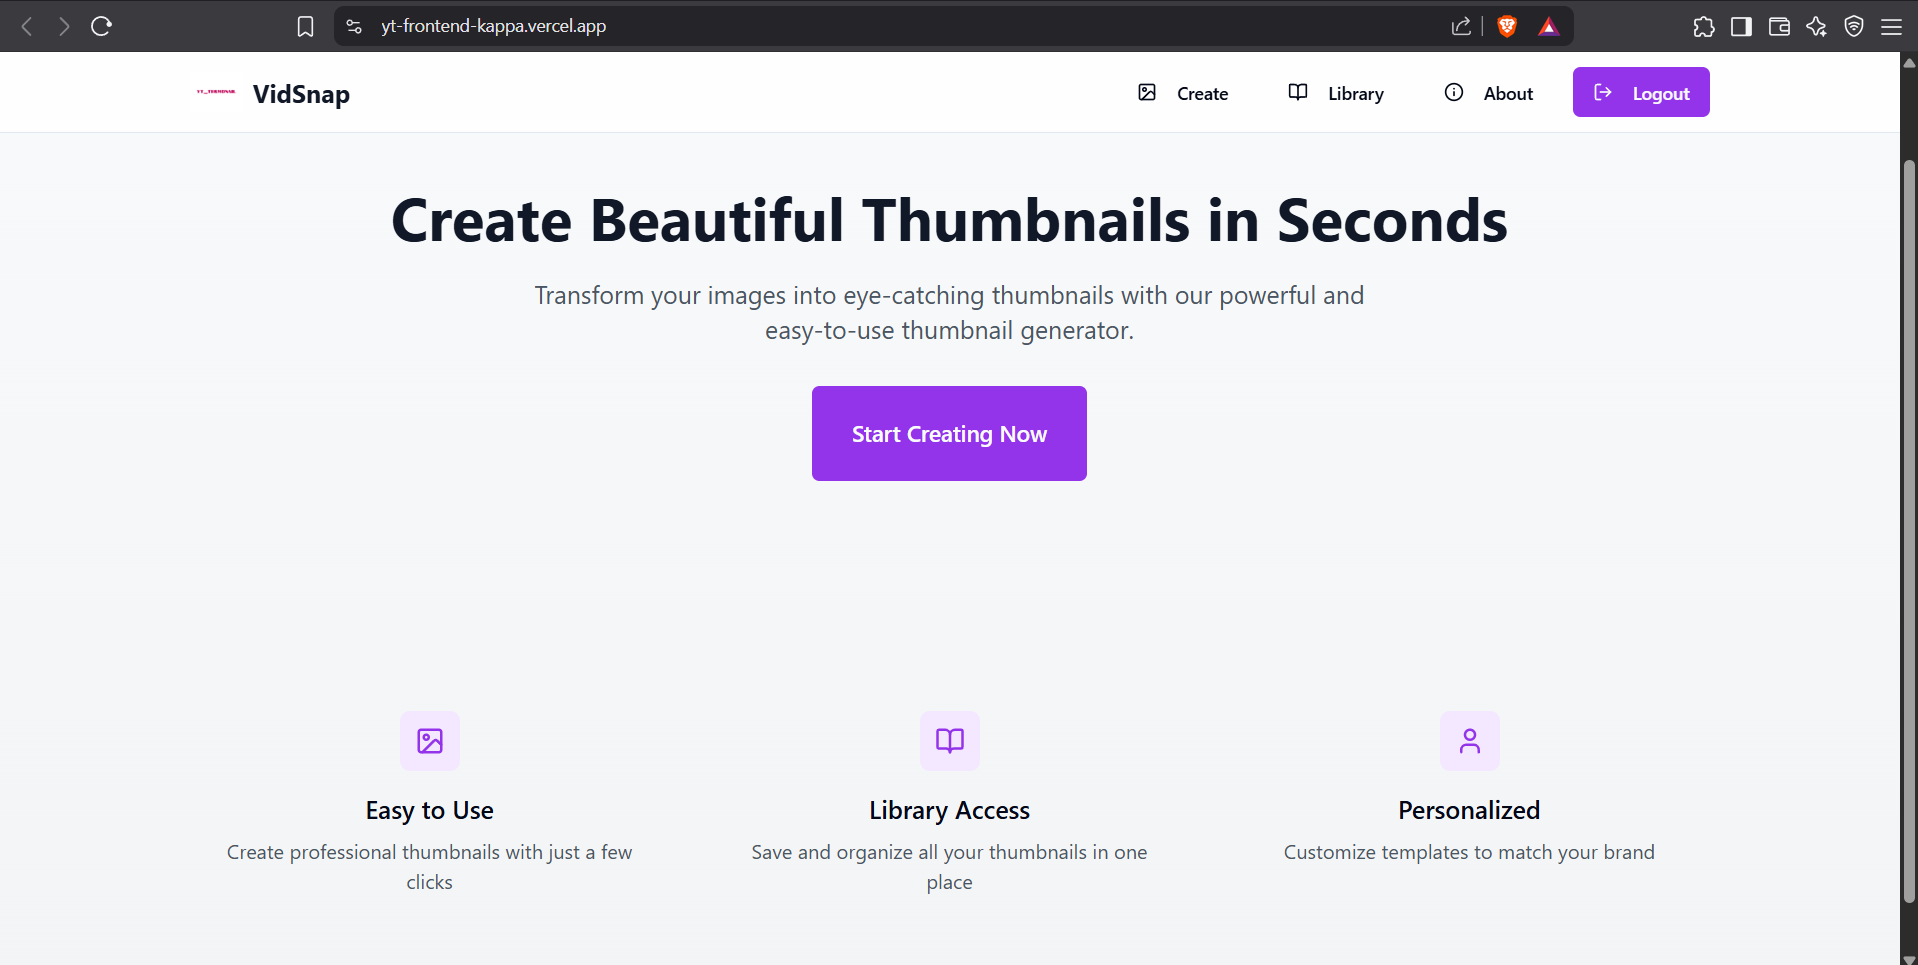 yt-frontend-kappa.vercel.app
VidSnap
Create
Library
About
Logout
Create Beautiful Thumbnails in Seconds
Transform your images into eye-catching thumbnails with our powerful and
easy-to-use thumbnail generator.
Start Creating Now
Easy to Use
Create professional thumbnails with just a few
clicks
Library Access
Save and organize all your thumbnails in one
place
Personalized
Customize templates to match your brand